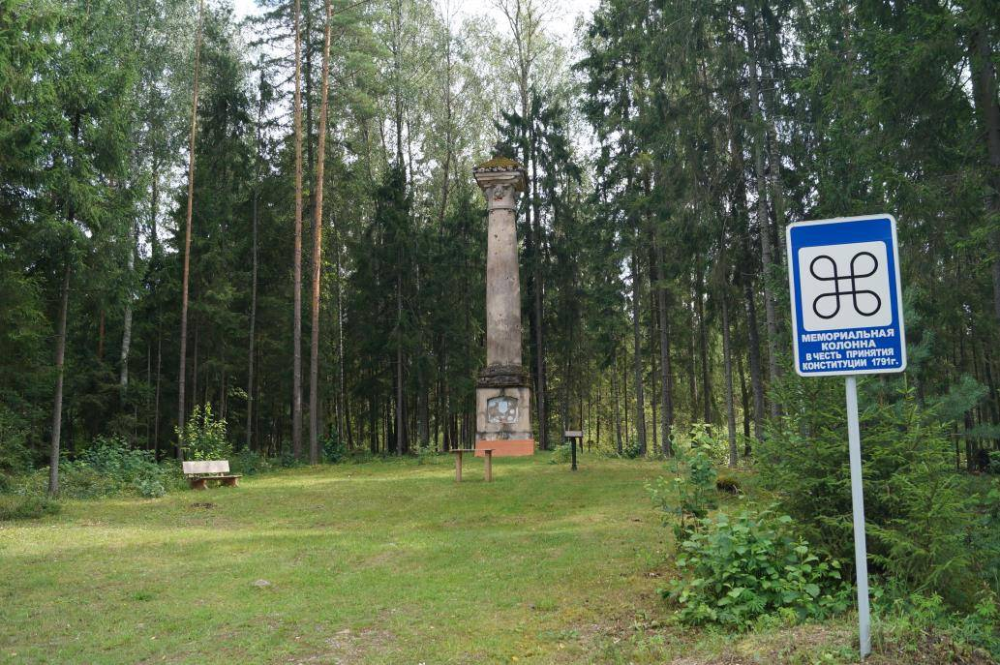 МЕМОРИАЛЬНАЯ
КОЛОННА
В ЧЕСТЬ ПРИНЯТИЯ
КОНСТИТУЦИИ 1791г.